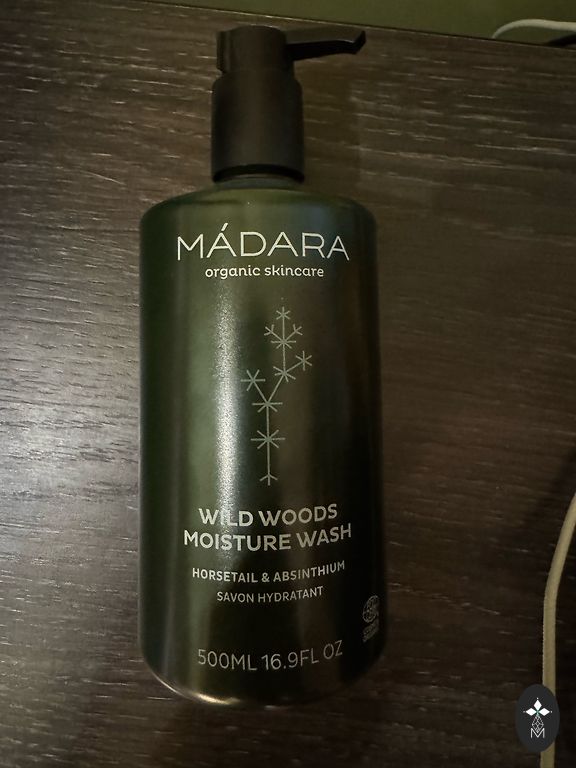 MÁDARA
organic skincare
WILD WOODS
MOISTURE WASH
HORSETAIL & ABSINTHIUM
SAVON HYDRATANT
500ML 16.9FL OZ
M